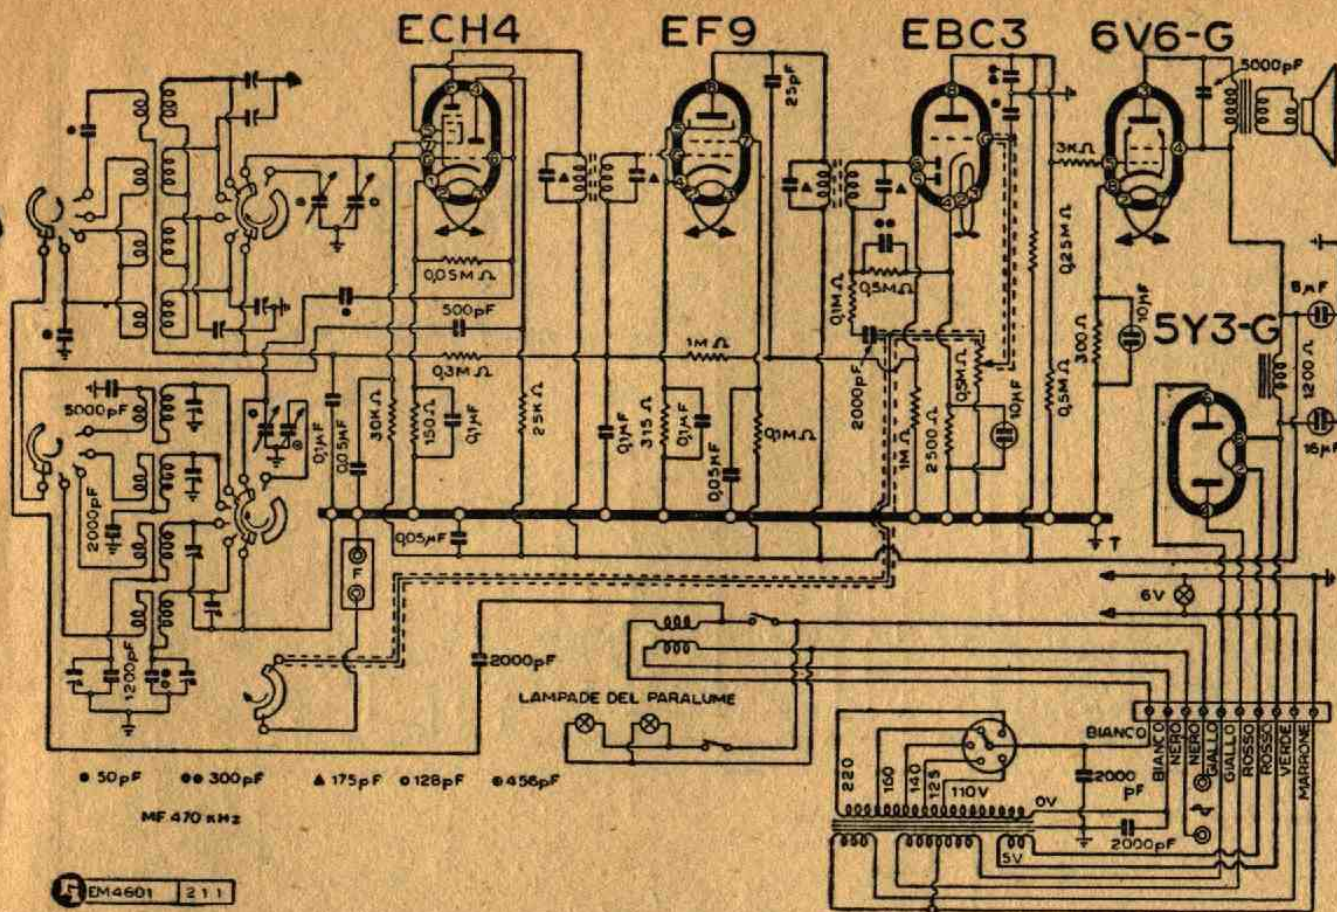 ECH4
EF9
EBC3
6V6-G
5000pF
25pF
3KΩ
0,05MΩ
500pF
0,3MΩ
1MΩ
0,1MΩ
0,5MΩ
0,25MΩ
300Ω
10µF
5Y3-G
8µF
1200Ω
16µF
5000pF
2000pF
0,1µF
0,05µF
30KΩ
150Ω
0,1µF
25KΩ
0,1µF
315Ω
0,1µF
0,05µF
0,1MΩ
2000pF
1MΩ
2500Ω
0,5MΩ
10µF
0,5MΩ
0,05µF
F
T
6V
1200pF
2000pF
LAMPADE DEL PARALUME
BIANCO
BIANCO
NERO
NERO
GIALLO
GIALLO
ROSSO
ROSSO
VERDE
MARRONE
220
160
140
125
110V
0V
2000 pF
2000pF
5V
50pF
300pF
175pF
128pF
456pF
MF 470 KHz
EM4601 211